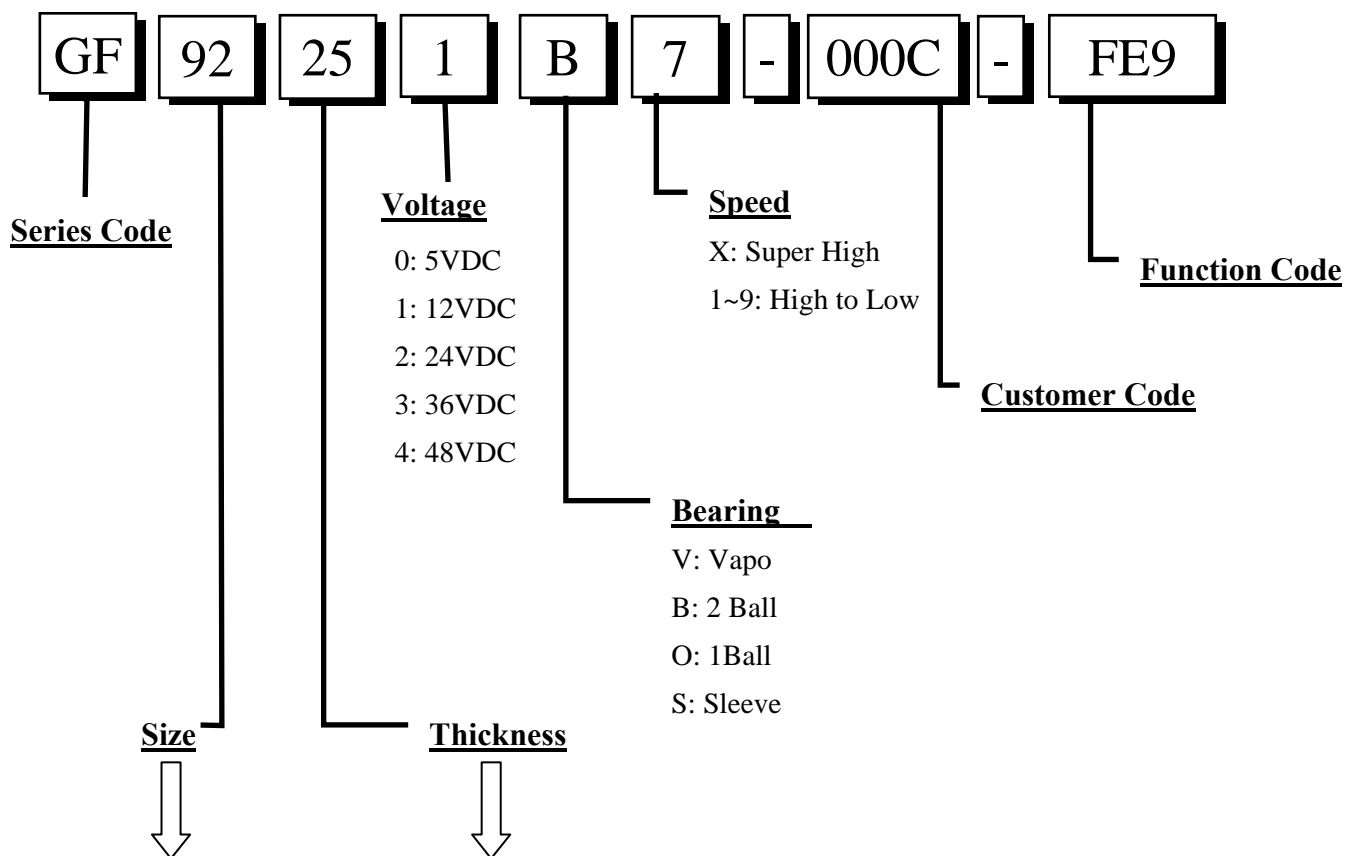 GF 92 25 1 B 7 - 000C - FE9
Series Code
Voltage
0: 5VDC
1: 12VDC
2: 24VDC
3: 36VDC
4: 48VDC
Speed
X: Super High
1~9: High to Low
Function Code
Customer Code
Bearing
V: Vapo
B: 2 Ball
O: 1Ball
S: Sleeve
Size
Thickness